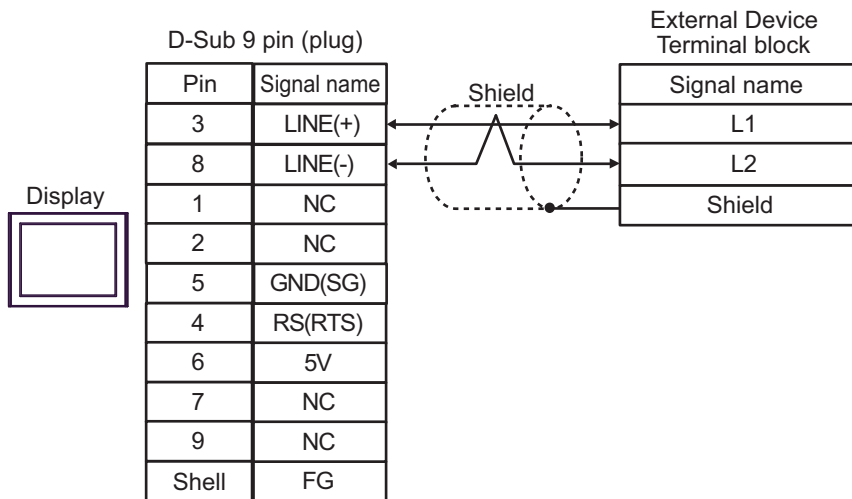 D-Sub 9 pin (plug)
External Device
Terminal block
Pin Signal name
Shield
Signal name
3 LINE(+)
L1
8 LINE(-)
L2
Display
1 NC
Shield
2 NC
5 GND(SG)
4 RS(RTS)
6 5V
7 NC
9 NC
Shell FG